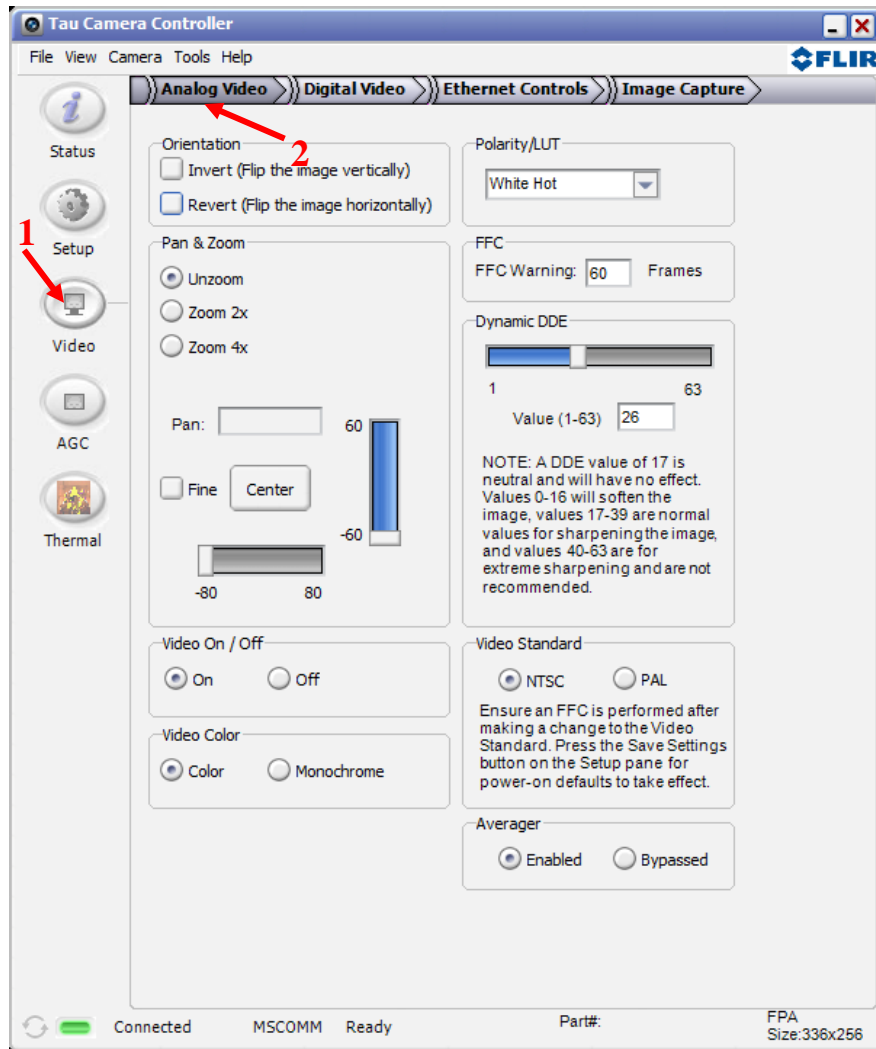 Tau Camera Controller
File View Camera Tools Help
FLIR
Analog Video
Digital Video
Ethernet Controls
Image Capture
1
2
Status
Setup
Video
AGC
Thermal
Orientation
Invert (Flip the image vertically)
Revert (Flip the image horizontally)
Pan & Zoom
Unzoom
Zoom 2x
Zoom 4x
Pan:
60
Fine
Center
-60
-80 80
Video On / Off
On Off
Video Color
Color Monochrome
Polarity/LUT
White Hot
FFC
FFC Warning: 60 Frames
Dynamic DDE
1 63
Value (1-63) 26
NOTE: A DDE value of 17 is
neutral and will have no effect.
Values 0-16 will soften the
image, values 17-39 are normal
values for sharpening the image,
and values 40-63 are for
extreme sharpening and are not
recommended.
Video Standard
NTSC PAL
Ensure an FFC is performed after
making a change to the Video
Standard. Press the Save Settings
button on the Setup pane for
power-on defaults to take effect.
Averager
Enabled Bypassed
Connected MSCOMM Ready Part#:
FPA
Size:336x256